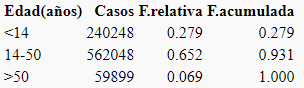 Edad(años) Casos F.relativa F.acumulada
<14 240248 0.279 0.279
14-50 562048 0.652 0.931
>50 59899 0.069 1.000